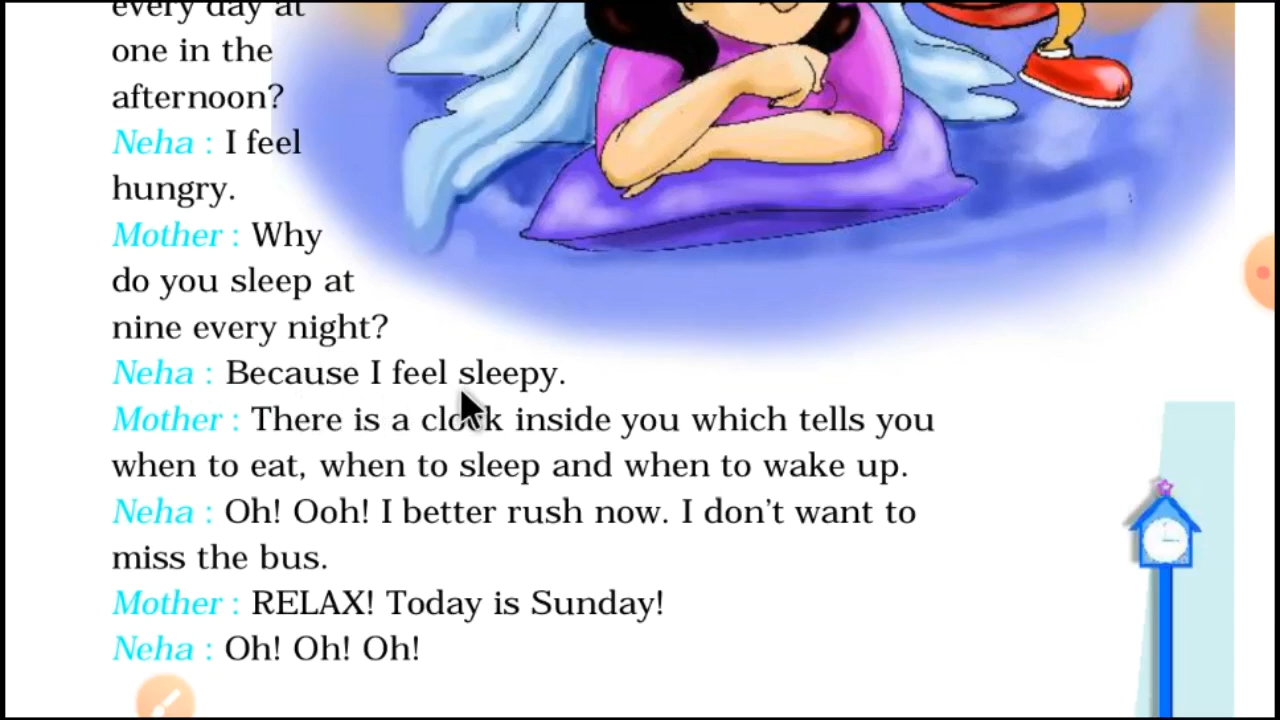 every day at
one in the
afternoon?
Neha : I feel
hungry.
Mother : Why
do you sleep at
nine every night?
Neha : Because I feel sleepy.
Mother : There is a clock inside you which tells you
when to eat, when to sleep and when to wake up.
Neha : Oh! Ooh! I better rush now. I don't want to
miss the bus.
Mother : RELAX! Today is Sunday!
Neha : Oh! Oh! Oh!